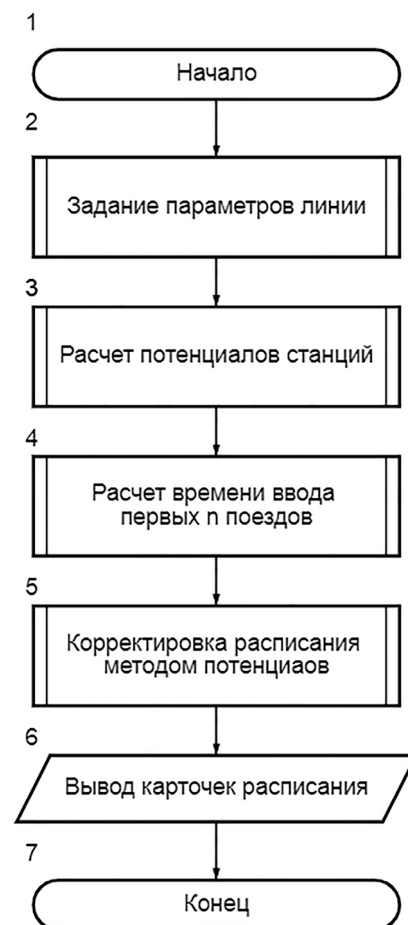 1
Начало
2
Задание параметров линии
3
Расчет потенциалов станций
4
Расчет времени ввода
первых n поездов
5
Корректировка расписания
методом потенциаов
6
Вывод карточек расписания
7
Конец